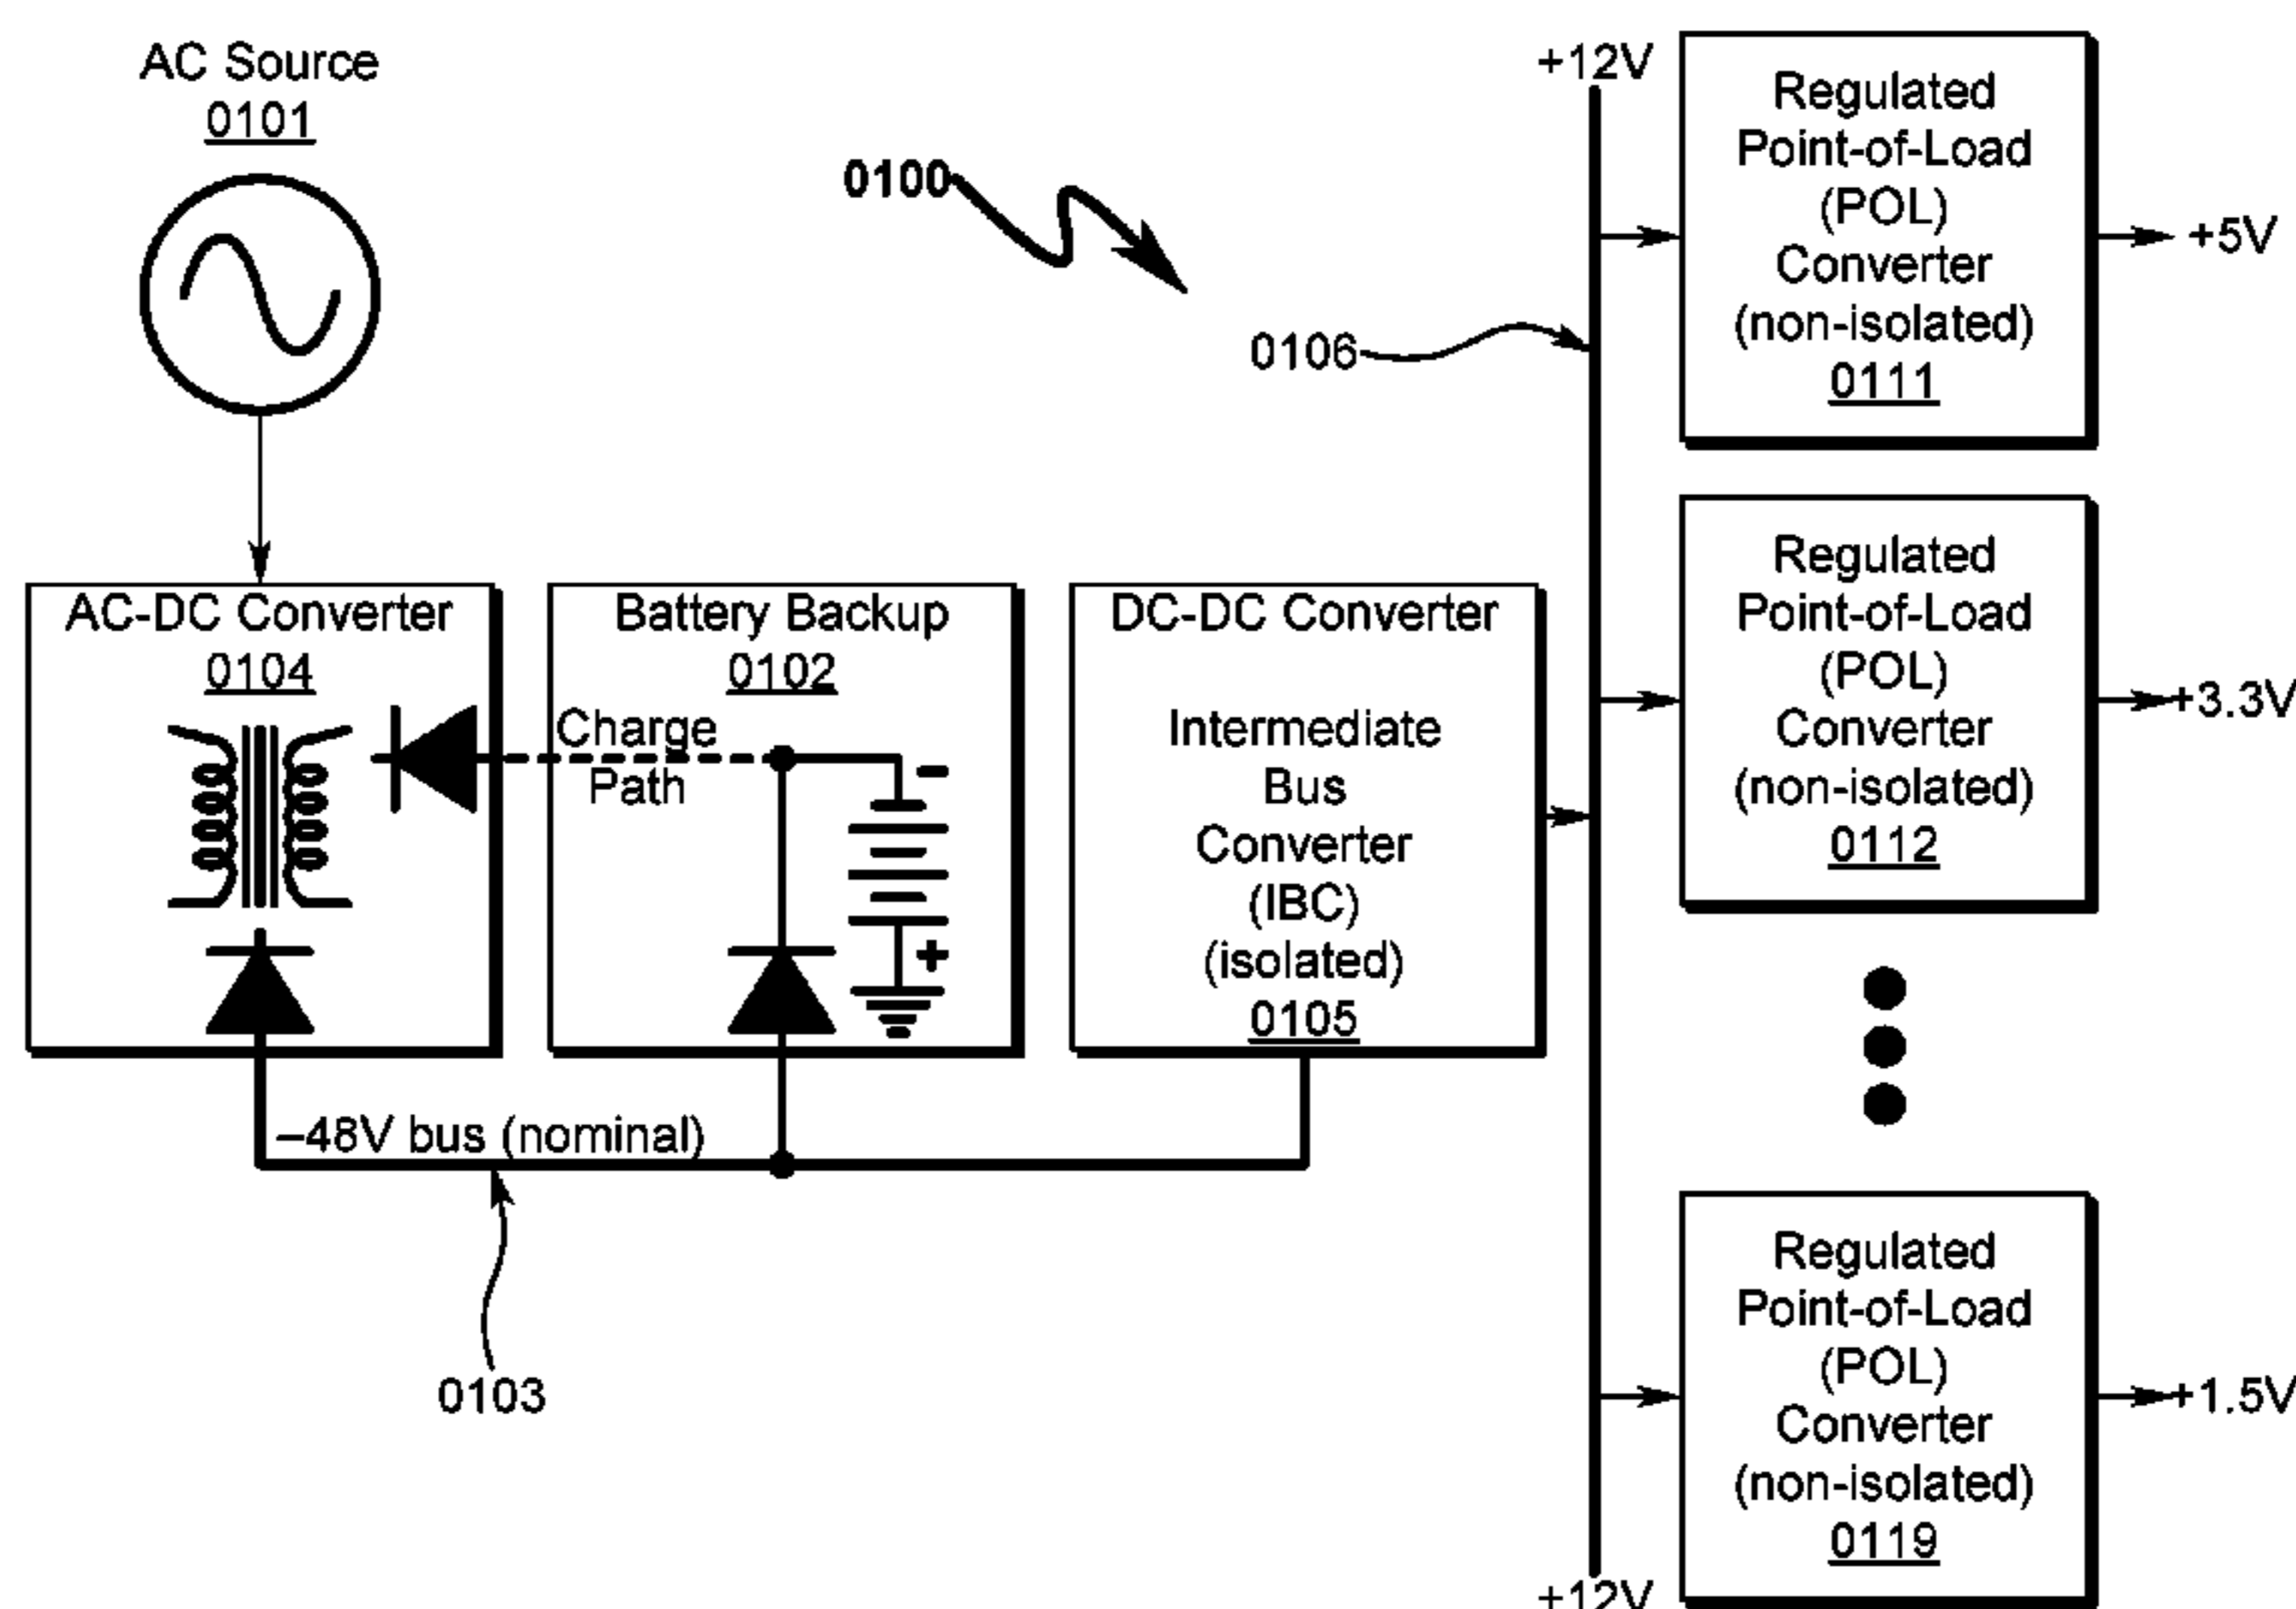 AC Source
0101
0100
0106
+12V
Regulated
Point-of-Load
(POL)
Converter
(non-isolated)
0111
+5V
AC-DC Converter
0104
Battery Backup
0102
Charge
Path
-
+
DC-DC Converter
Intermediate
Bus
Converter
(IBC)
(isolated)
0105
Regulated
Point-of-Load
(POL)
Converter
(non-isolated)
0112
+3.3V
–48V bus (nominal)
0103
Regulated
Point-of-Load
(POL)
Converter
(non-isolated)
0119
+1.5V
+12V